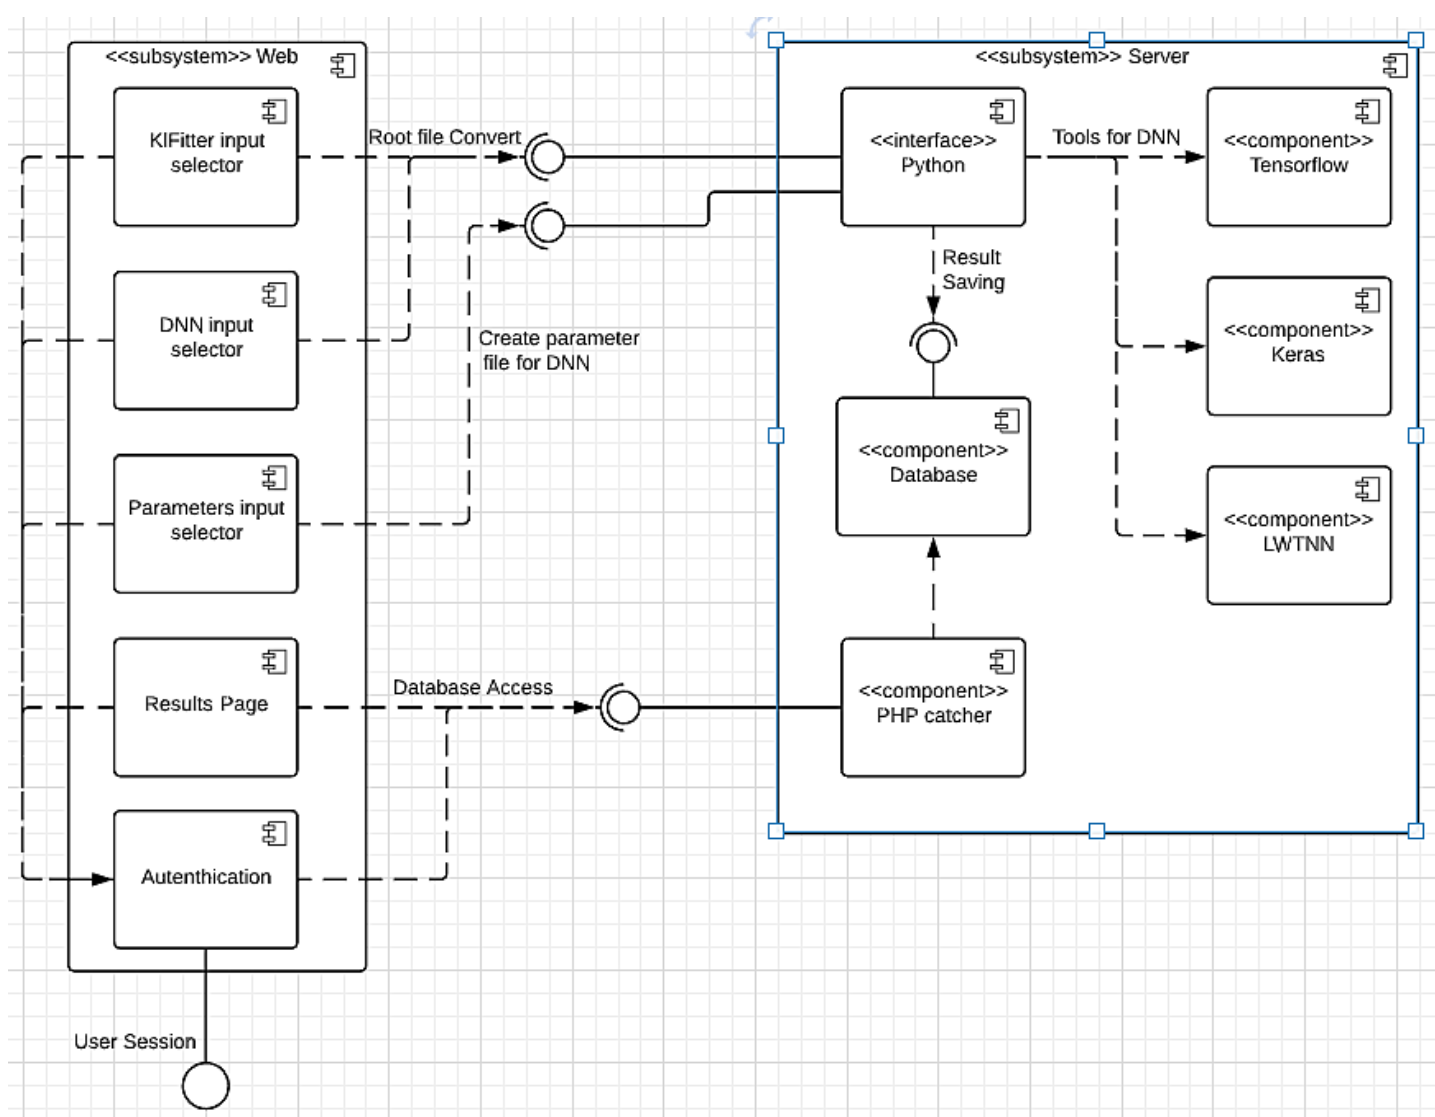 <<subsystem>> Web
KlFitter input
selector
DNN input
selector
Parameters input
selector
Results Page
Autenthication
User Session
Root file Convert
Create parameter
file for DNN
Database Access
<<subsystem>> Server
<<interface>>
Python
Tools for DNN
<<component>>
Tensorflow
Result
Saving
<<component>>
Keras
<<component>>
Database
<<component>>
LWTNN
<<component>>
PHP catcher